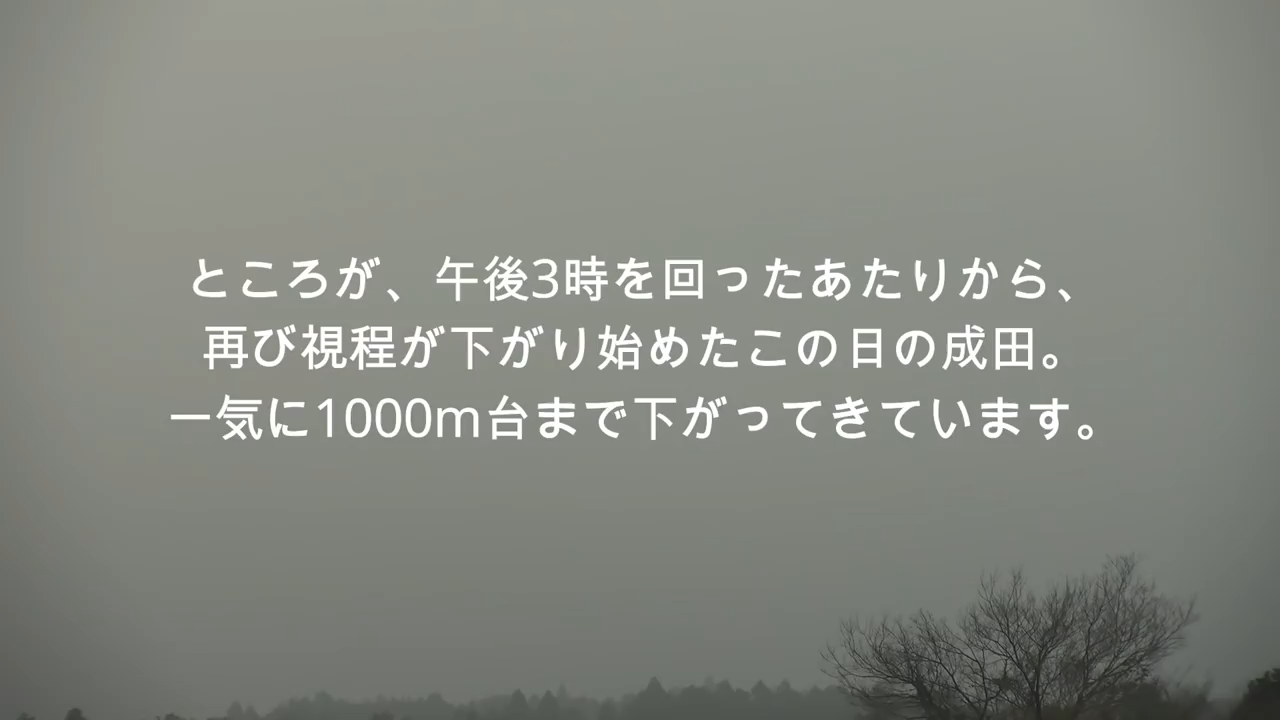 ところが、午後3時を回ったあたりから、
再び視程が下がり始めたこの日の成田。
一気に1000m台まで下がってきています。